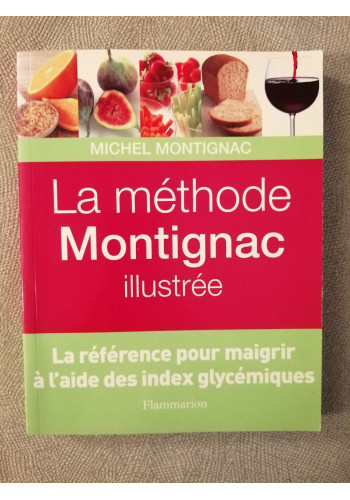 MICHEL MONTIGNAC
La méthode
Montignac
illustrée
La référence pour maigrir
à l'aide des index glycémiques
Flammarion